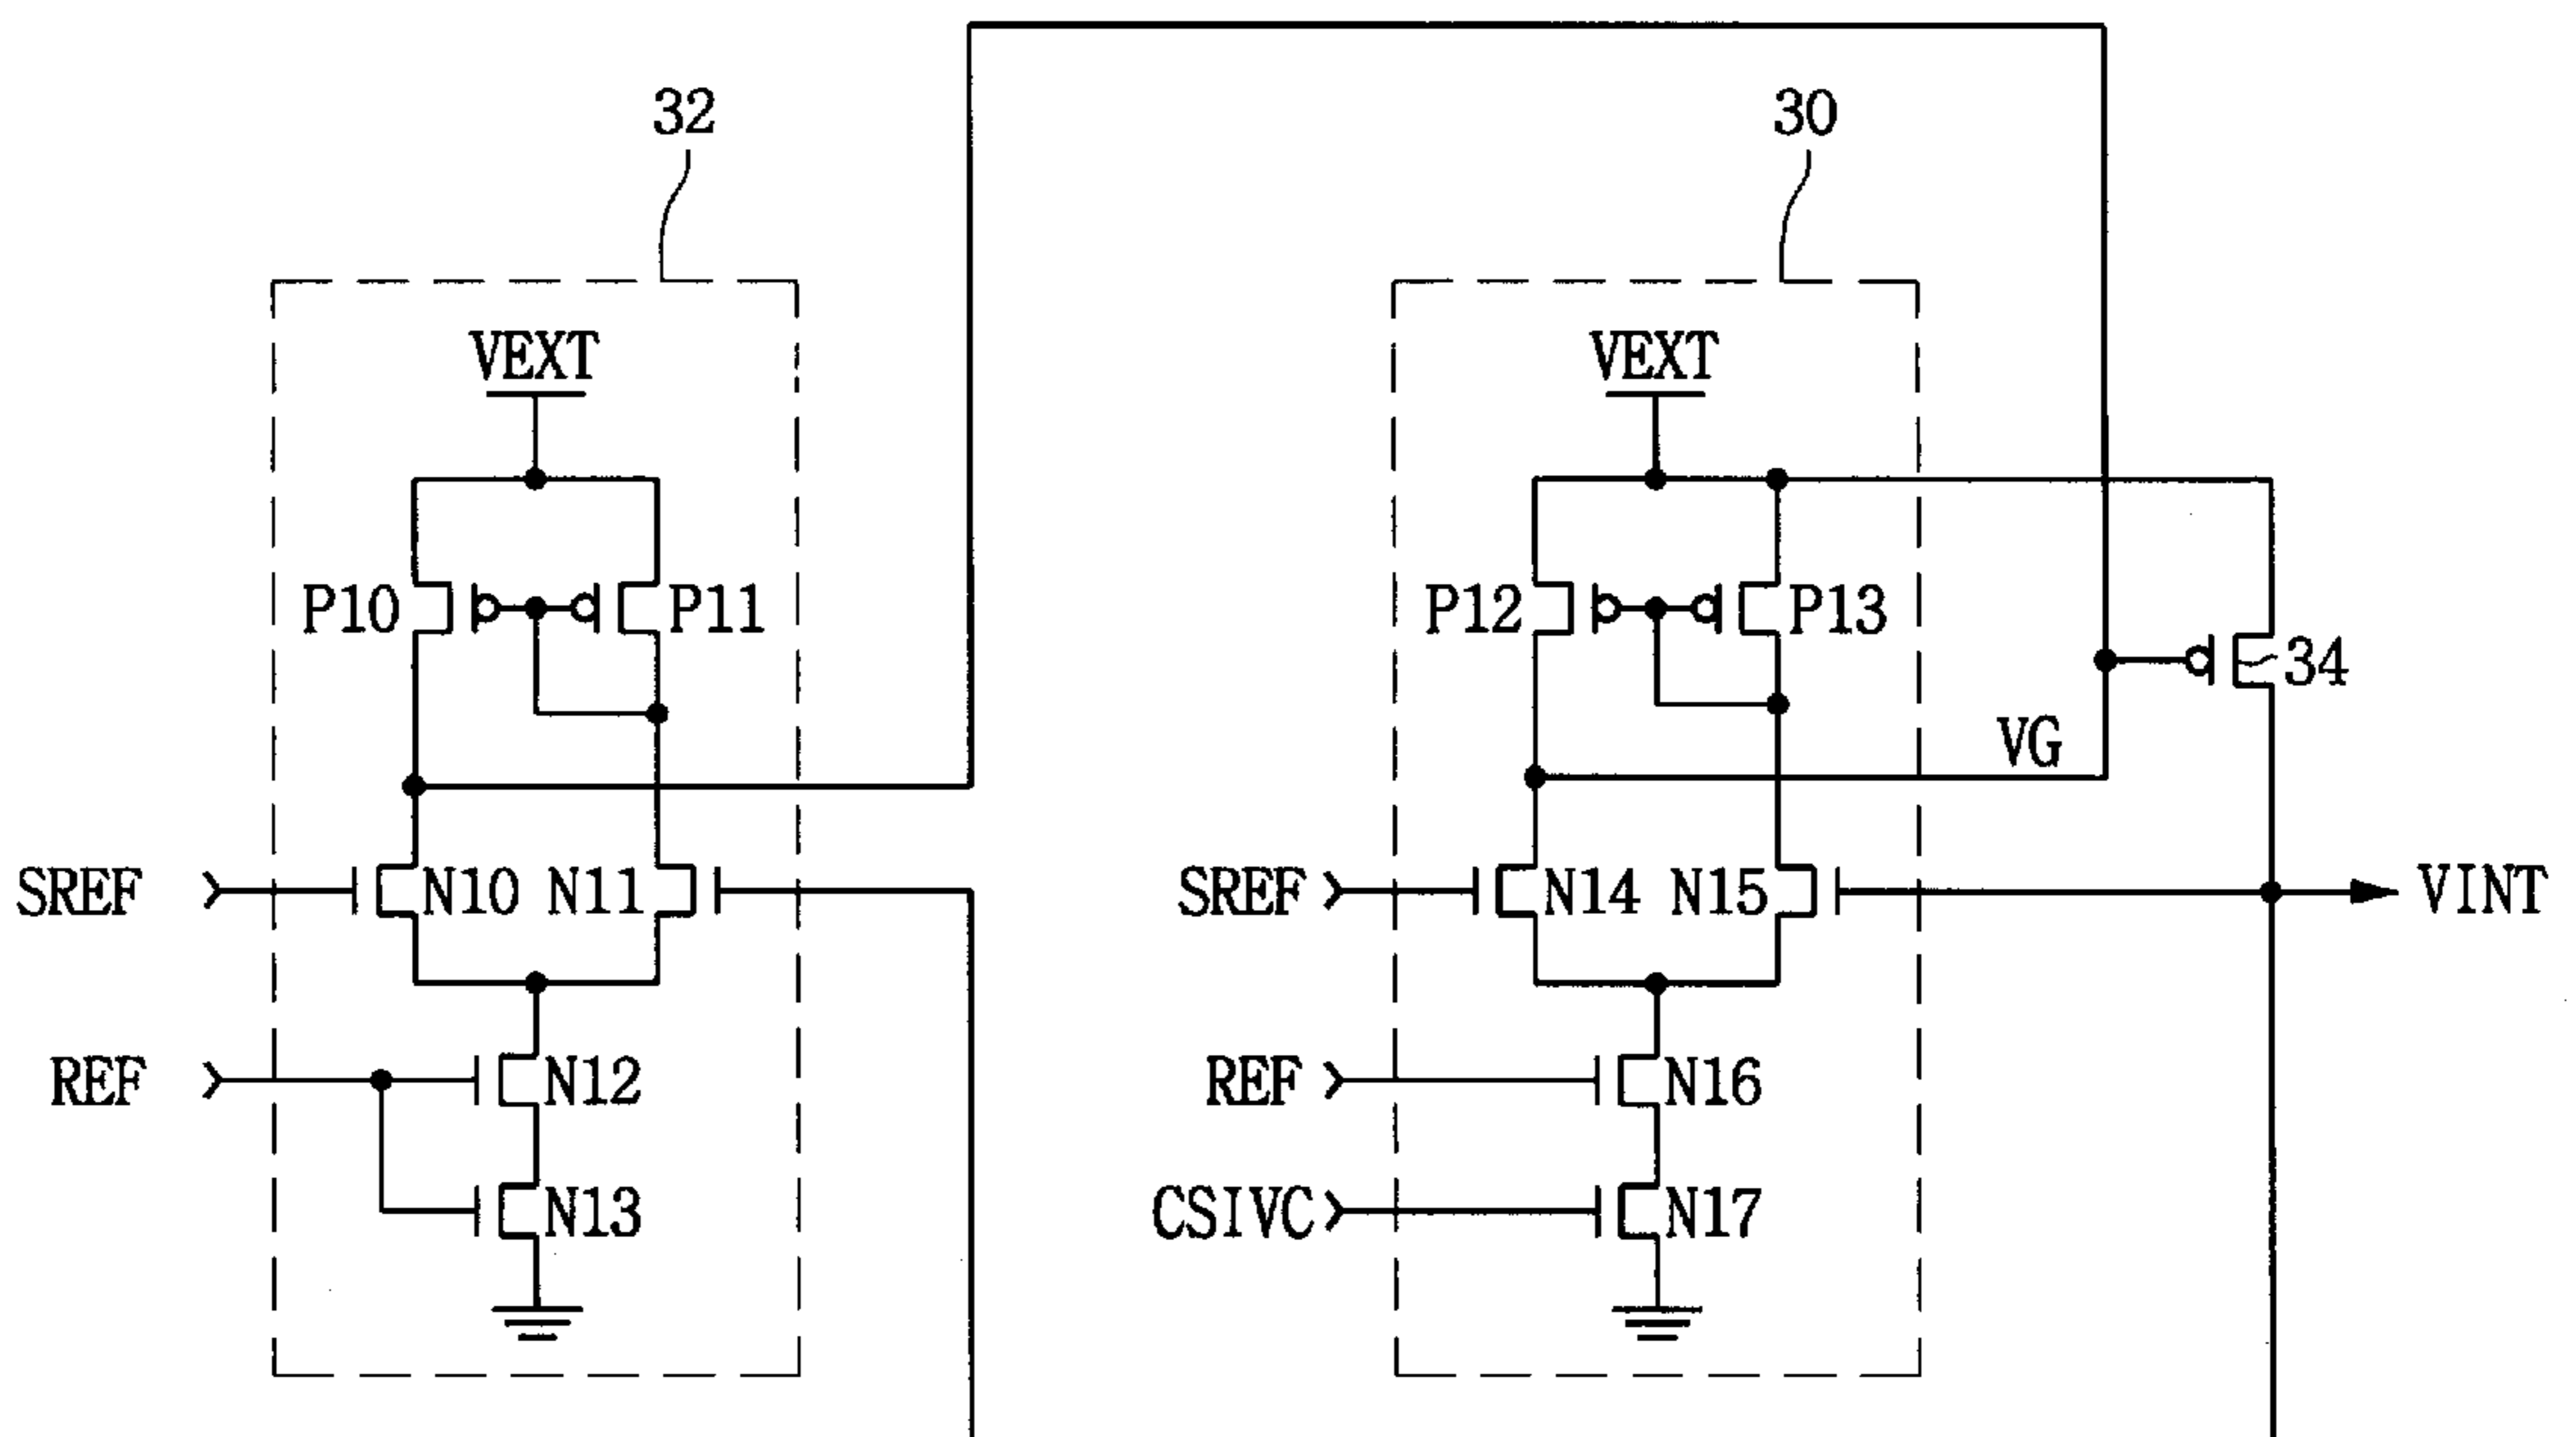 32
30
VEXT
VEXT
P10
P11
P12
P13
34
VG
SREF
N10
N11
SREF
N14
N15
VINT
REF
N12
REF
N16
N13
CSIVC
N17